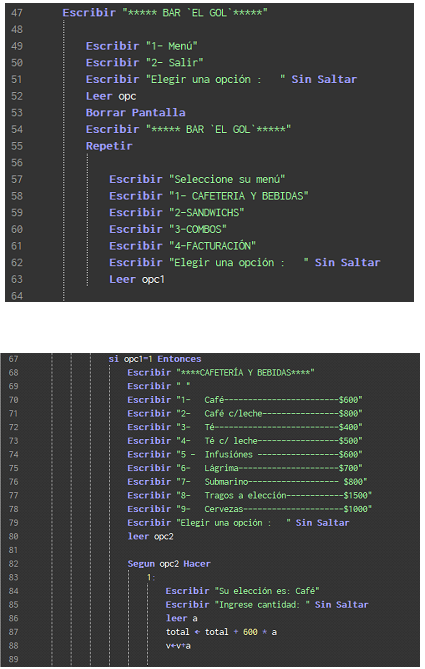 47 Escribir "***** BAR `EL GOL`*****"
48
49 Escribir "1- Menú"
50 Escribir "2- Salir"
51 Escribir "Elegir una opción :   " Sin Saltar
52 Leer opc
53 Borrar Pantalla
54 Escribir "***** BAR `EL GOL`*****"
55 Repetir
56
57 Escribir "Seleccione su menú"
58 Escribir "1- CAFETERIA Y BEBIDAS"
59 Escribir "2-SANDWICHS"
60 Escribir "3-COMBOS"
61 Escribir "4-FACTURACIÓN"
62 Escribir "Elegir una opción :   " Sin Saltar
63 Leer opc1
64
67 si opc1=1 Entonces
68 Escribir "****CAFETERÍA Y BEBIDAS****"
69 Escribir " "
70 Escribir "1-   Café------------------------$600"
71 Escribir "2-   Café c/leche----------------$800"
72 Escribir "3-   Té--------------------------$400"
73 Escribir "4-   Té c/ leche-----------------$500"
74 Escribir "5 -  Infusiónes -----------------$600"
75 Escribir "6-   Lágrima---------------------$700"
76 Escribir "7-   Submarino------------------- $800"
78 Escribir "8-   Tragos a elección------------$1500"
78 Escribir "9-   Cervezas---------------------$1000"
79 Escribir "Elegir una opción :   " Sin Saltar
80 leer opc2
81
82 Segun opc2 Hacer
83 1:
84 Escribir "Su elección es: Café"
85 Escribir "Ingrese cantidad: " Sin Saltar
86 leer a
87 total ← total + 600 * a
88 v←v+a
89